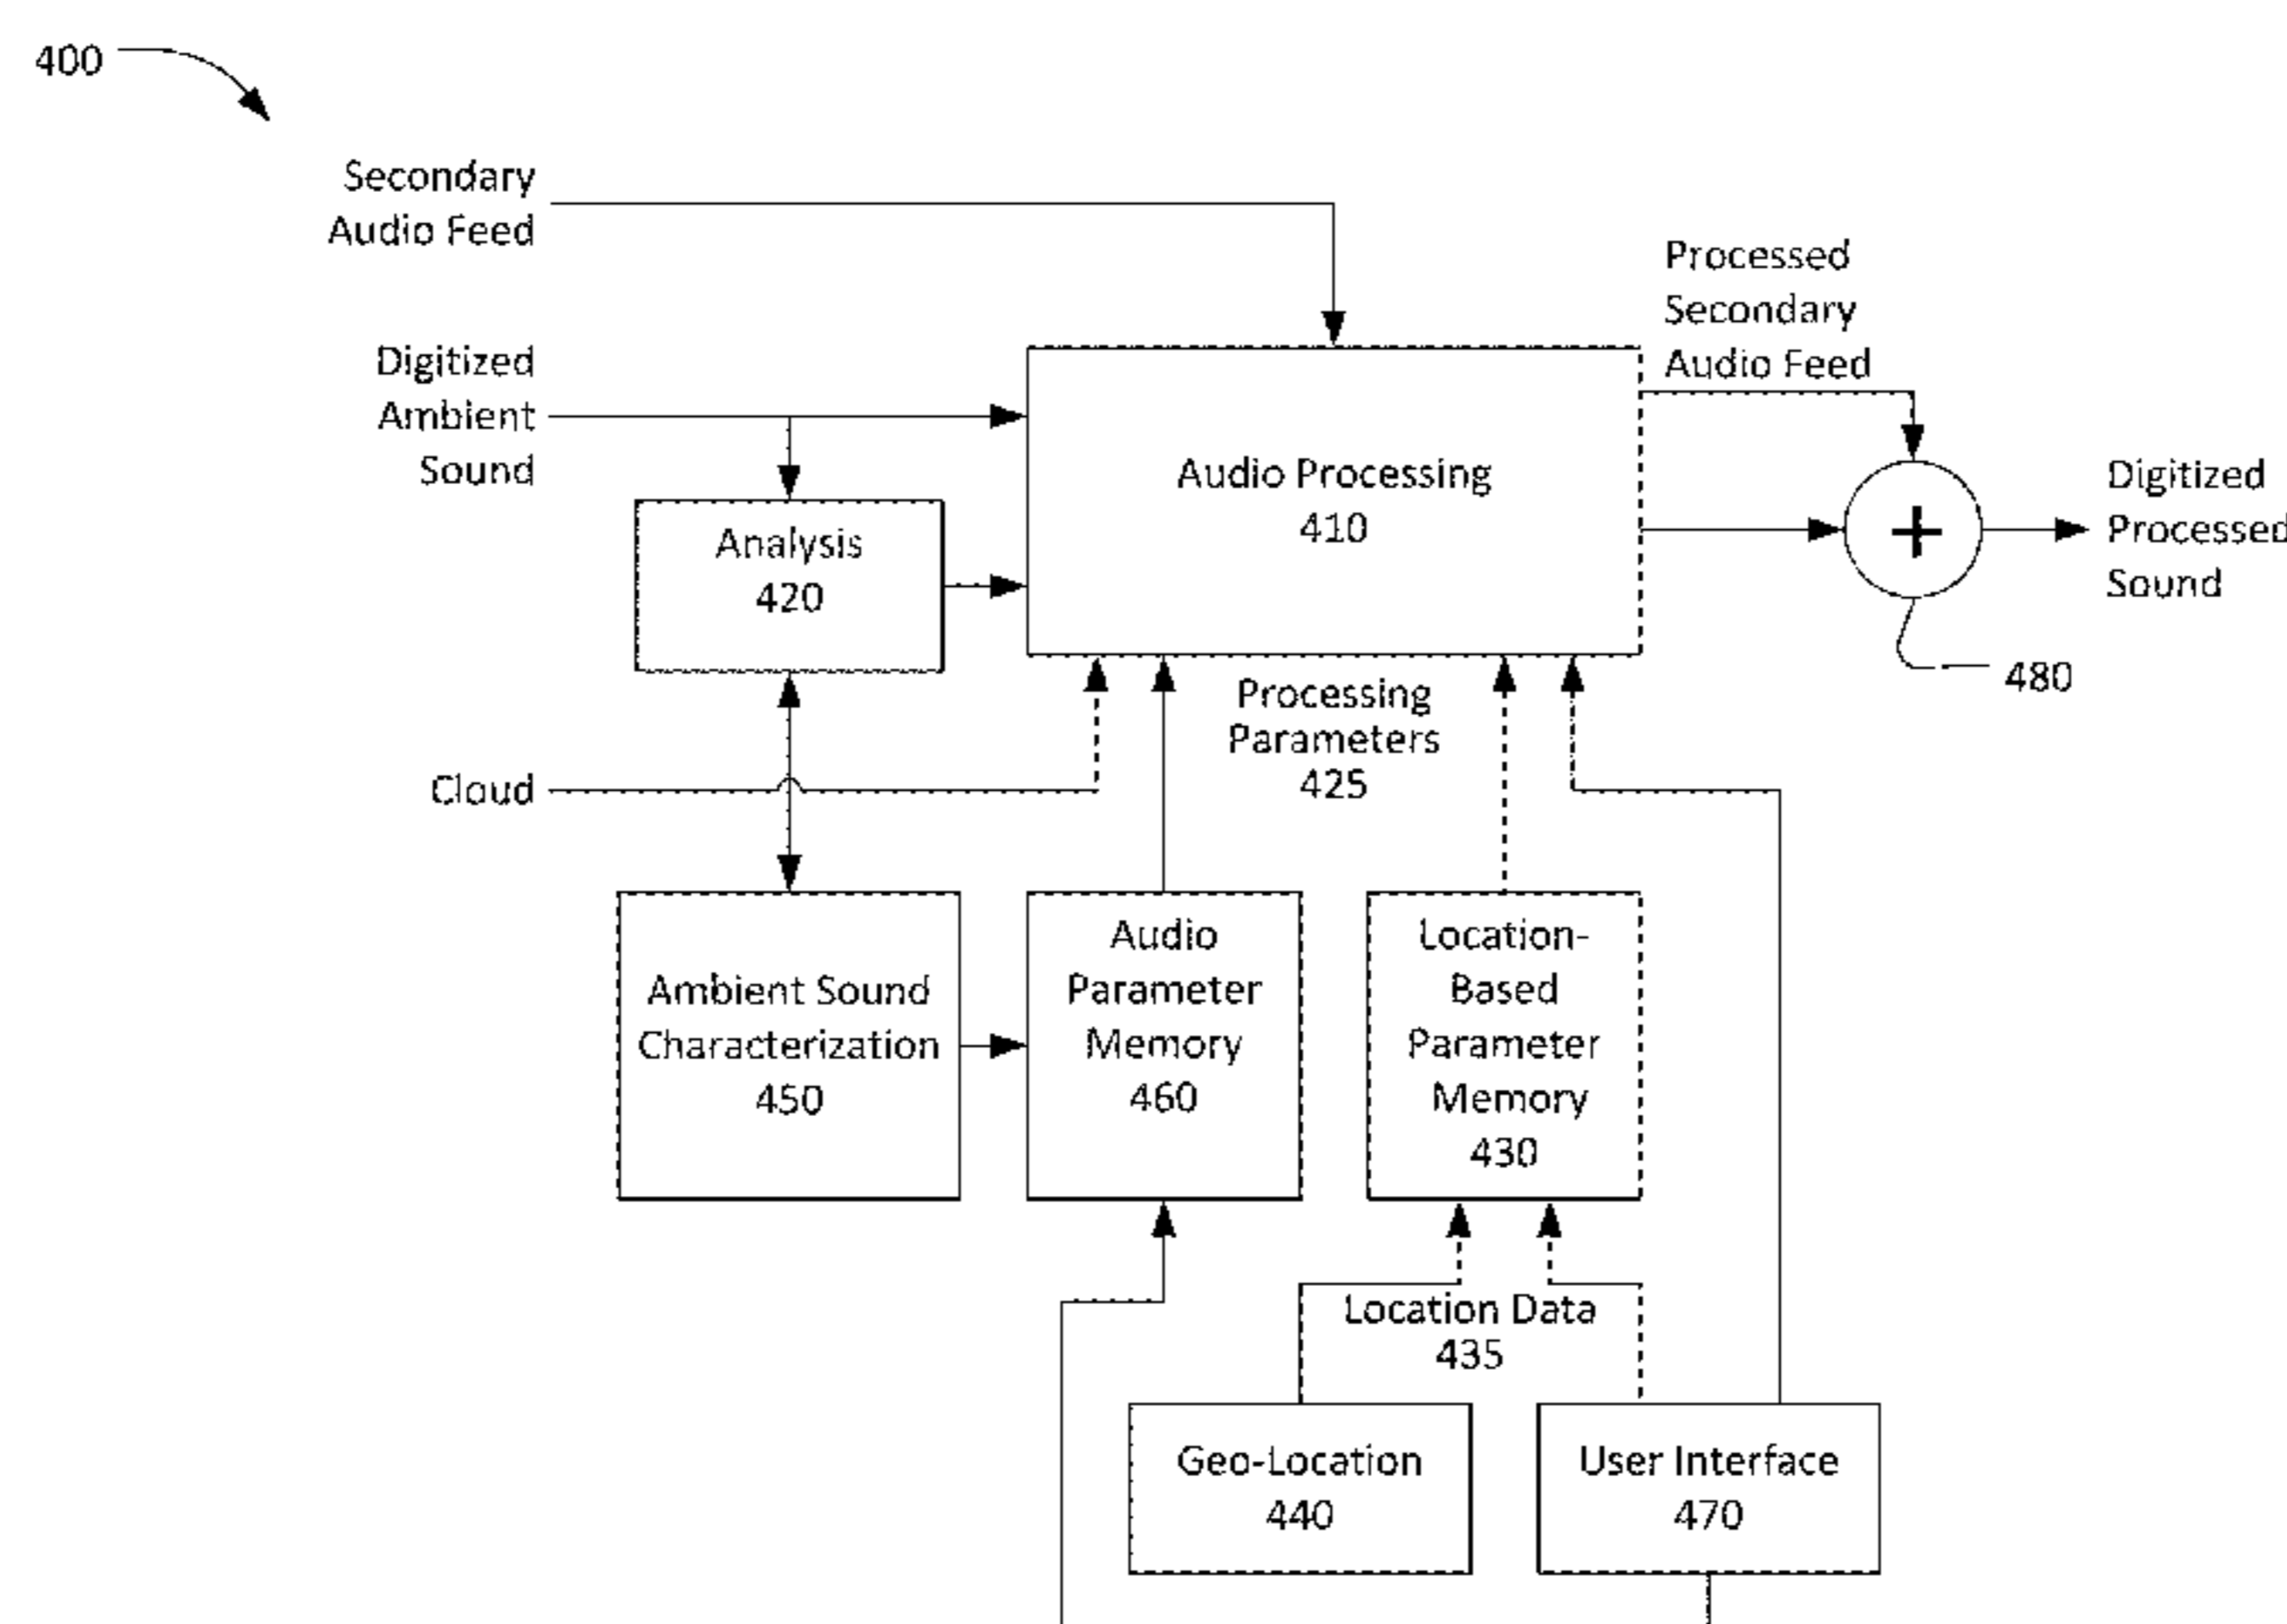 400
Secondary
Audio Feed
Processed
Secondary
Audio Feed
Digitized
Ambient
Sound
Audio Processing
410
Analysis
420
+
Digitized
Processed
Sound
480
Processing
Parameters
425
Cloud
Ambient Sound
Characterization
450
Audio
Parameter
Memory
460
Location-
Based
Parameter
Memory
430
Location Data
435
Geo-Location
440
User Interface
470